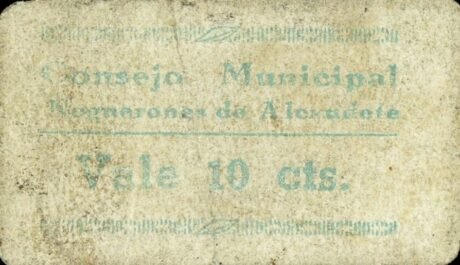 Consejo Municipal
Noguerones de Alcaudete
Vale 10 cts.